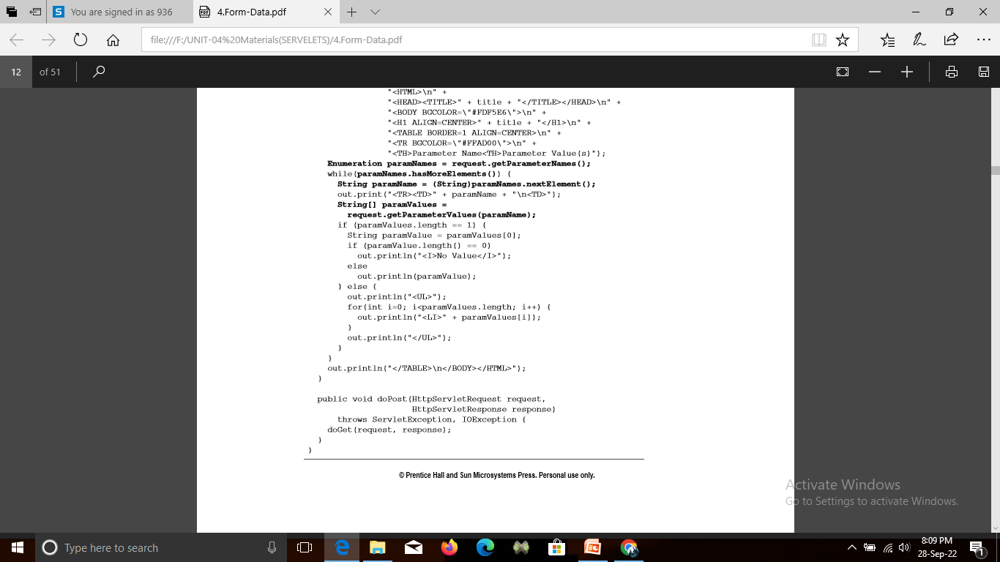 You are signed in as 936
4.Form-Data.pdf
file:///F:/UNIT-04%20Materials(SERVELETS)/4.Form-Data.pdf
12 of 51
"<HTML>\n" +
"<HEAD><TITLE>" + title + "</TITLE></HEAD>\n" +
"<BODY BGCOLOR=\"#FDF5E6\">\n" +
"<H1 ALIGN=CENTER>" + title + "</H1>\n" +
"<TABLE BORDER=1 ALIGN=CENTER>\n" +
"<TR BGCOLOR=\"#FFAD00\">\n" +
"<TH>Parameter Name<TH>Parameter Value(s)");
Enumeration paramNames = request.getParameterNames();
while(paramNames.hasMoreElements()) {
String paramName = (String)paramNames.nextElement();
out.print("<TR><TD>" + paramName + "\n<TD>");
String[] paramValues =
request.getParameterValues(paramName);
if (paramValues.length == 1) {
String paramValue = paramValues[0];
if (paramValue.length() == 0)
out.println("<I>No Value</I>");
else
out.println(paramValue);
} else {
out.println("<UL>");
for(int i=0; i<paramValues.length; i++) {
out.println("<LI>" + paramValues[i]);
}
out.println("</UL>");
}
}
out.println("</TABLE>\n</BODY></HTML>");
}
public void doPost(HttpServletRequest request,
HttpServletResponse response)
throws ServletException, IOException {
doGet(request, response);
}
}
© Prentice Hall and Sun Microsystems Press. Personal use only.
Activate Windows
Go to Settings to activate Windows.
Type here to search
8:09 PM
28-Sep-22
1